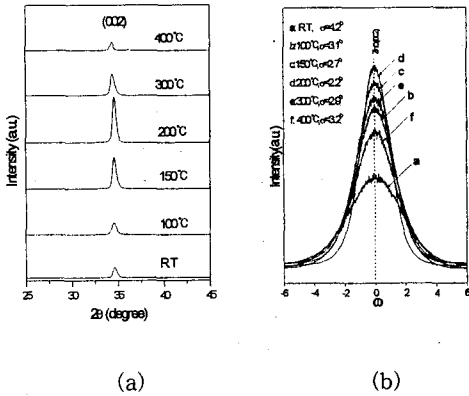 (002)
400℃
300℃
200℃
150℃
100℃
RT
Intensity (a.u.)
25 30 35 40 45
2θ (degree)
(a)
a: RT, σ=4.2°
b:100℃,σ=3.1°
c:150℃,σ=2.7°
d:200℃,σ=2.2°
e:300℃,σ=2.9°
f: 400℃,σ=3.2°
d
c
e
b
f
a
Intensity(a.u.)
-6 -4 -2 0 2 4 6
ω
(b)